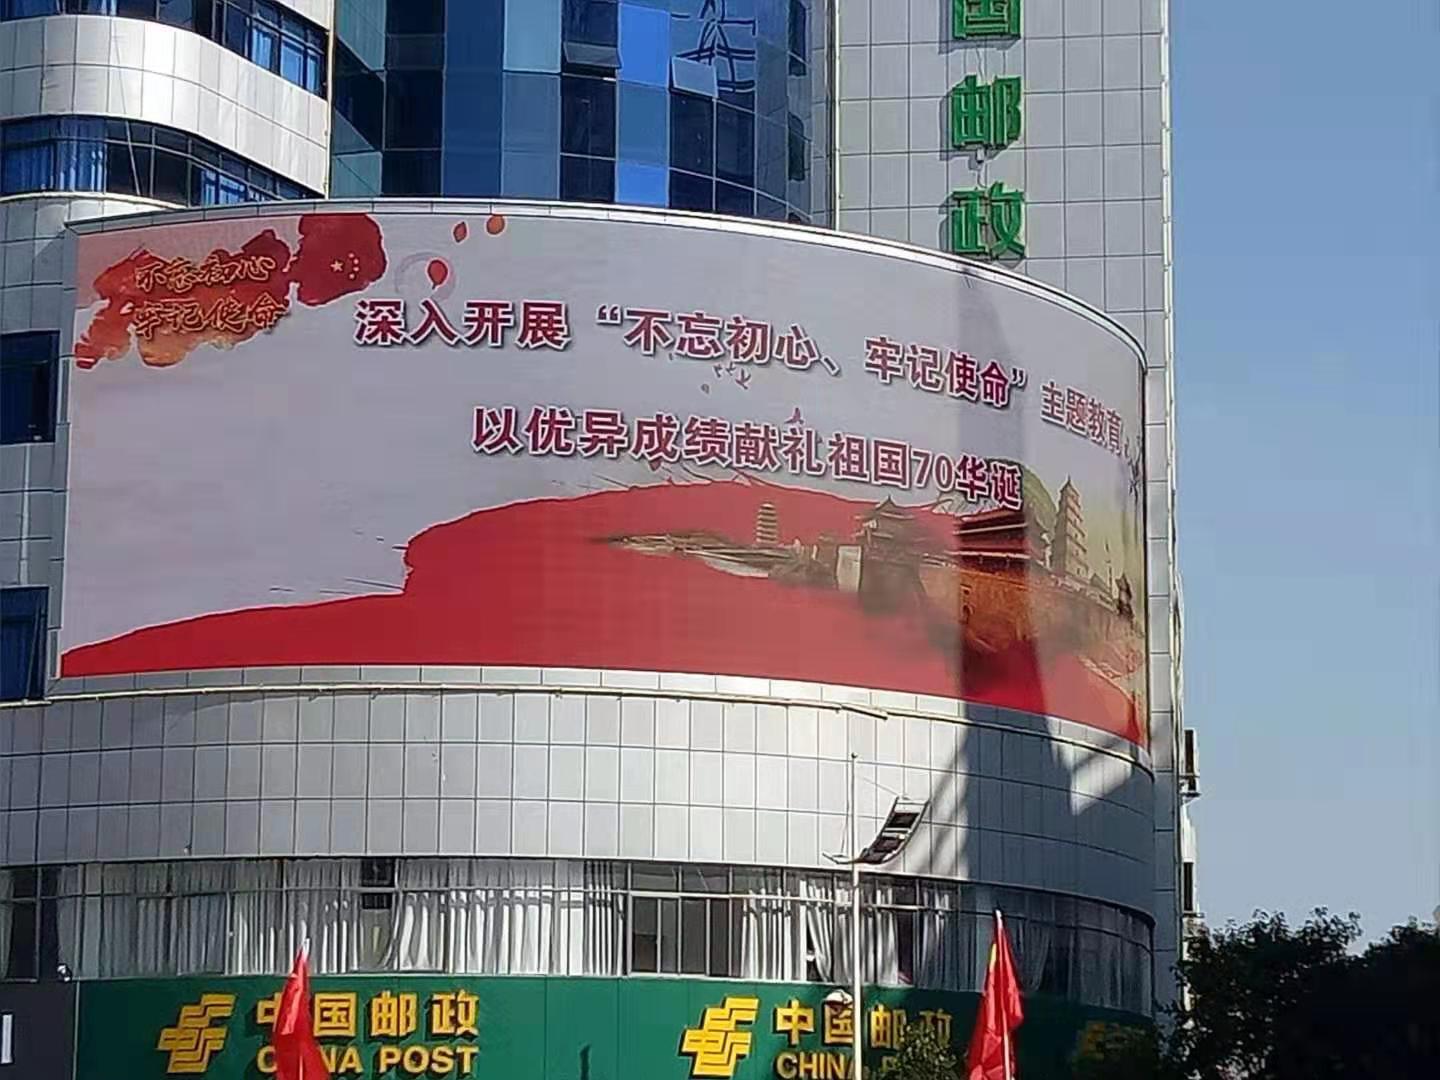 国邮政
不忘初心
牢记使命
深入开展“不忘初心、牢记使命”主题教育
以优异成绩献礼祖国70华诞
中国邮政
CHINA POST
中国邮政
CHINA